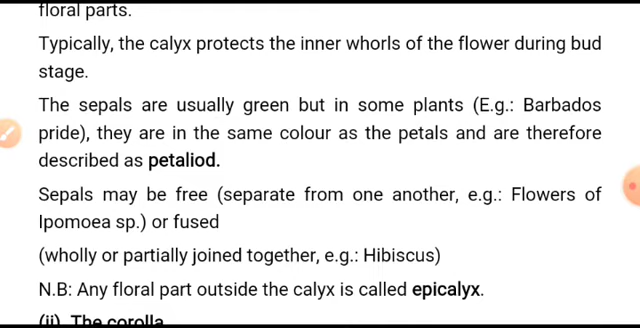 floral parts.
Typically, the calyx protects the inner whorls of the flower during bud
stage.
The sepals are usually green but in some plants (E.g.: Barbados
pride), they are in the same colour as the petals and are therefore
described as petaliod.
Sepals may be free (separate from one another, e.g.: Flowers of
Ipomoea sp.) or fused
(wholly or partially joined together, e.g.: Hibiscus)
N.B: Any floral part outside the calyx is called epicalyx.
(ii) The corolla